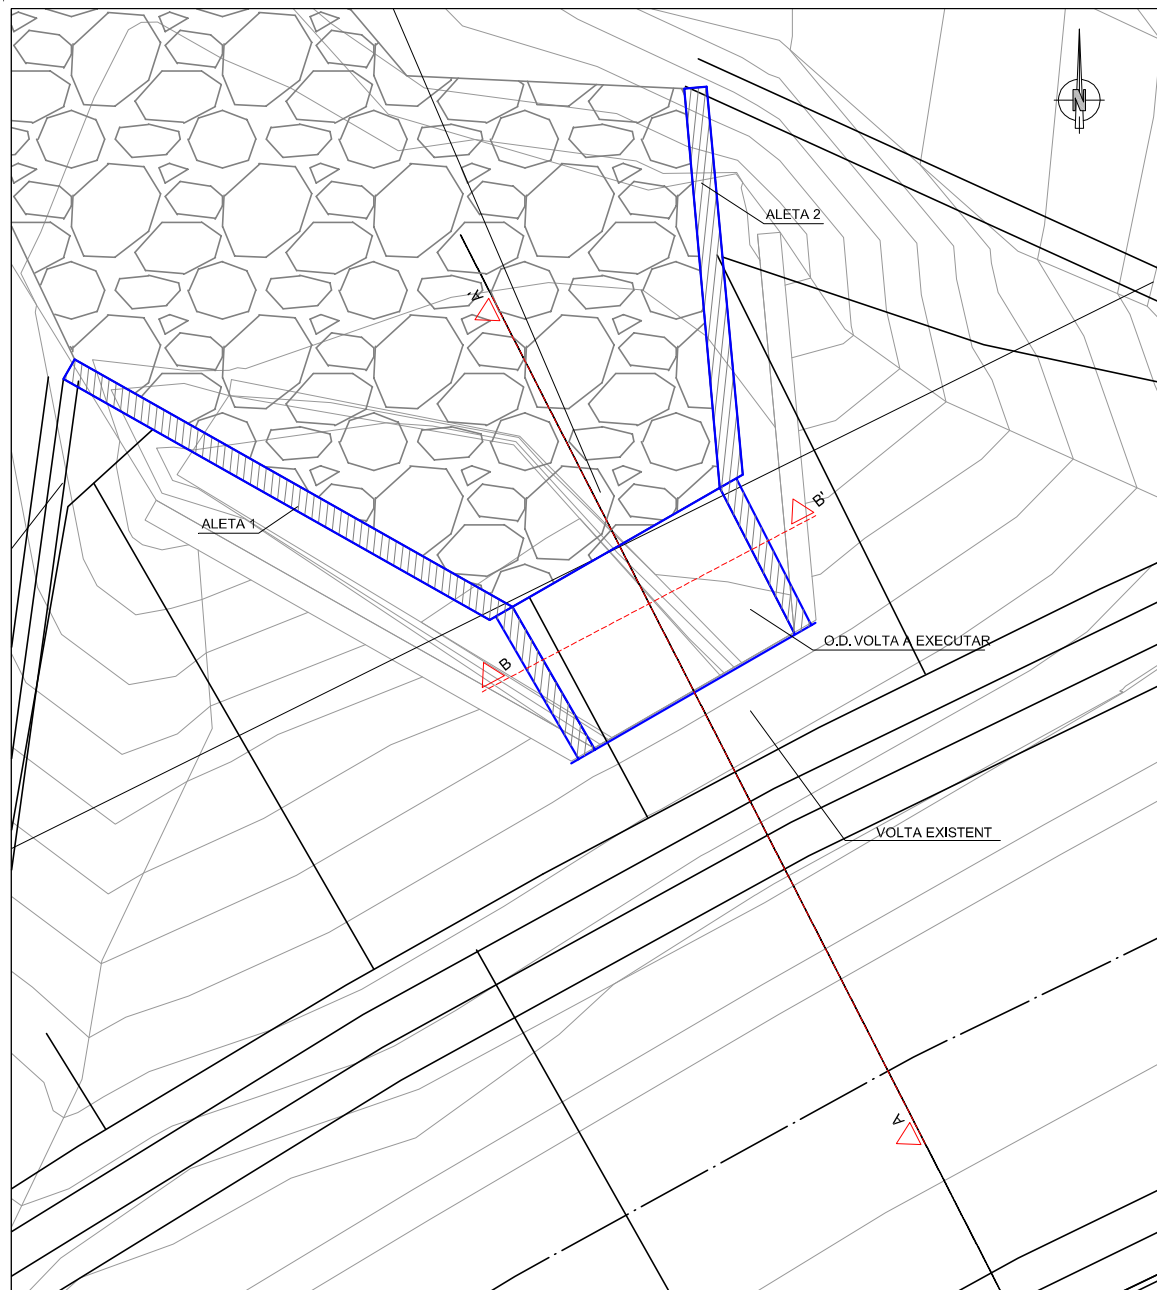 N
ALETA 2
A'
B'
ALETA 1
O.D. VOLTA A EXECUTAR
B
VOLTA EXISTENT
A